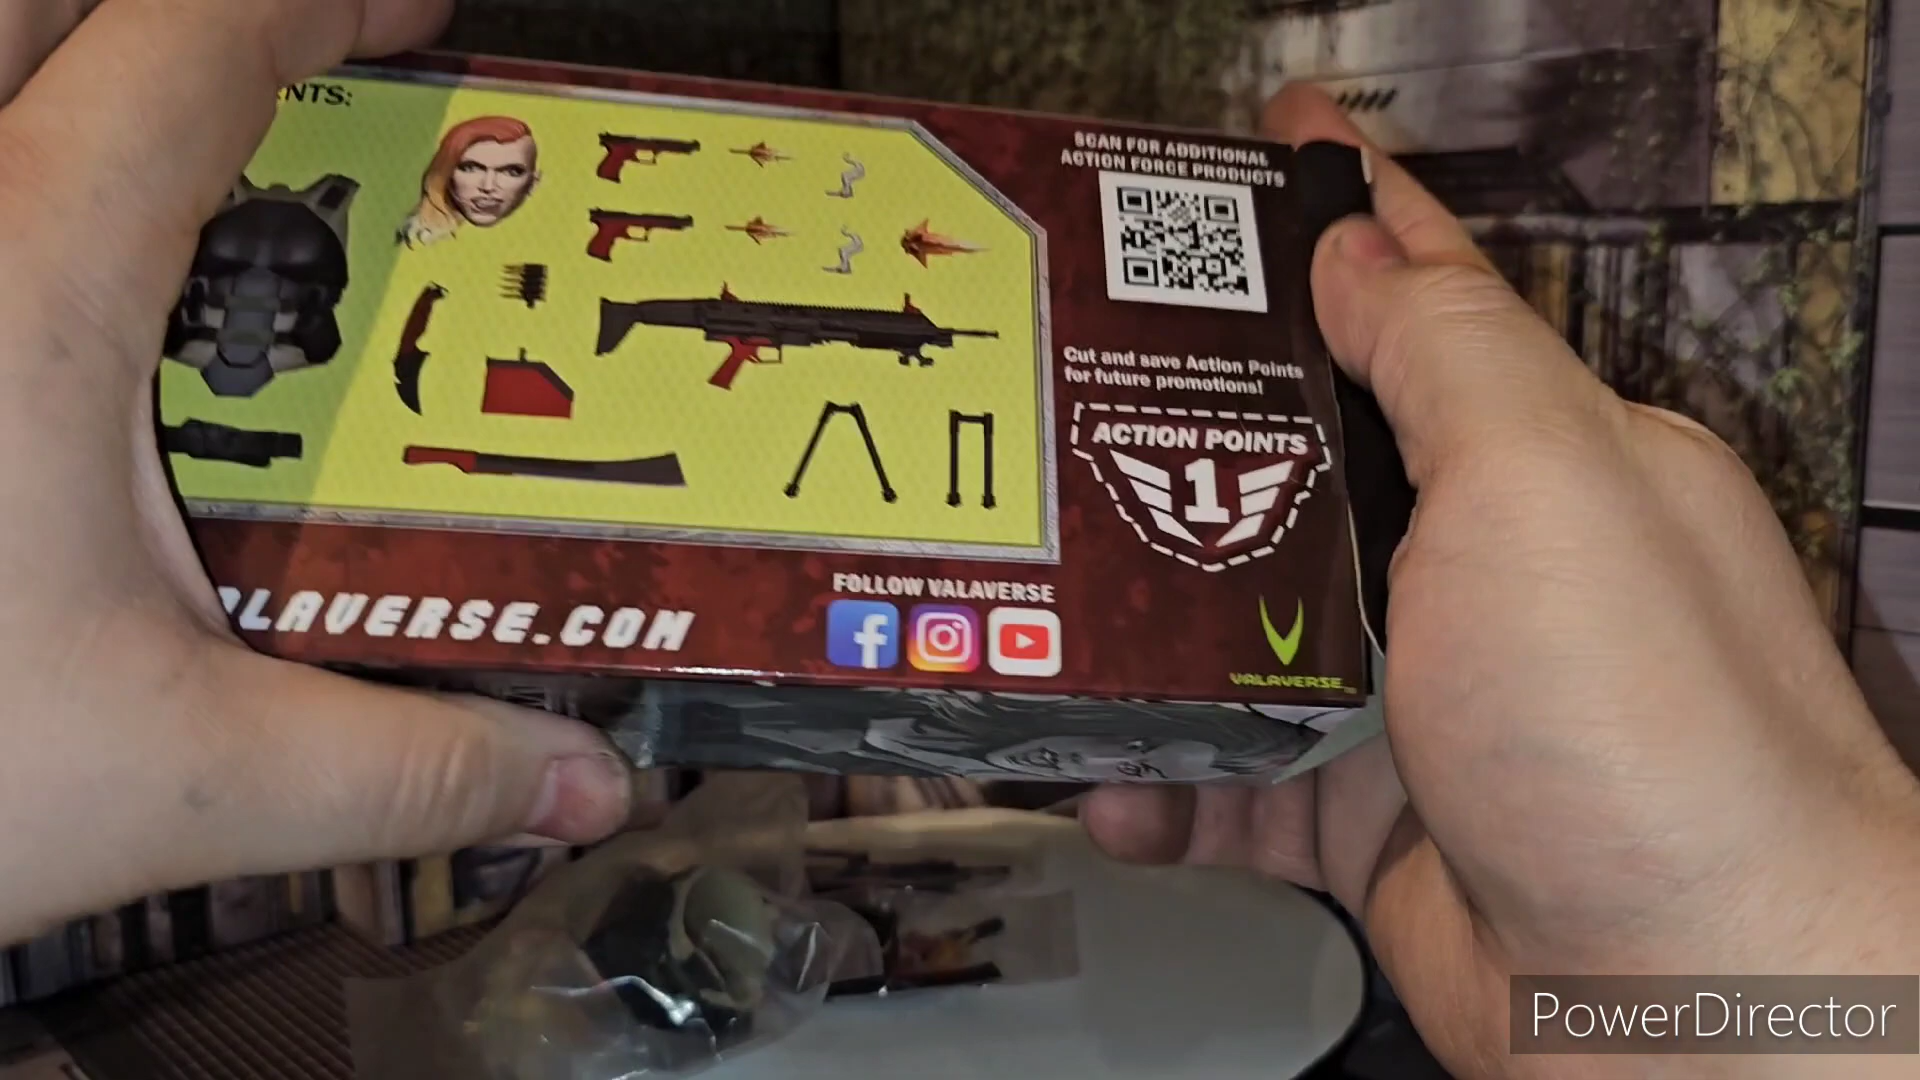 NTS:
SCAN FOR ADDITIONAL
ACTION FORCE PRODUCTS
Cut and save Action Points
for future promotions!
ACTION POINTS
1
LAVERSE.COM
FOLLOW VALAVERSE
VALAVERSE
PowerDirector